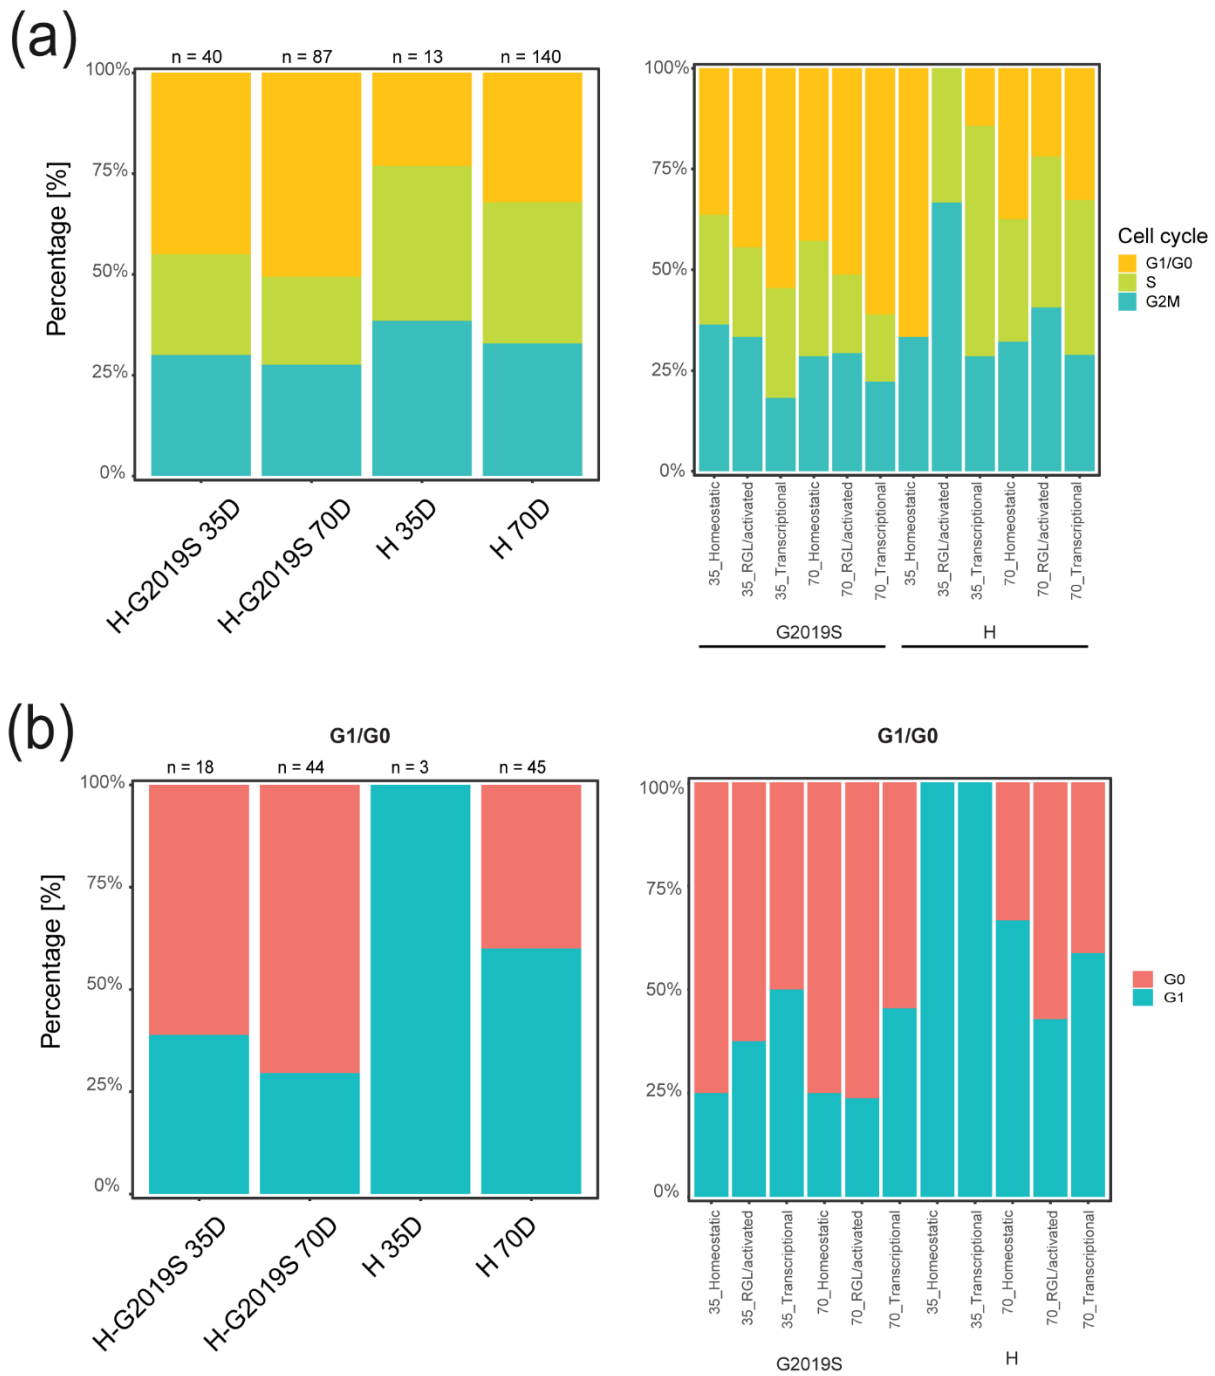 (a)
n = 40 n = 87 n = 13 n = 140
100%
75%
50%
25%
0%
Percentage [%]
H-G2019S 35D
H-G2019S 70D
H 35D
H 70D
100%
75%
50%
25%
0%
35_Homeostatic
35_RGL/activated
35_Transcriptional
70_Homeostatic
70_RGL/activated
70_Transcriptional
35_Homeostatic
35_RGL/activated
35_Transcriptional
70_Homeostatic
70_RGL/activated
70_Transcriptional
G2019S H
Cell cycle
G1/G0
S
G2M
(b)
G1/G0
n = 18 n = 44 n = 3 n = 45
100%
75%
50%
25%
0%
Percentage [%]
H-G2019S 35D
H-G2019S 70D
H 35D
H 70D
G1/G0
100%
75%
50%
25%
0%
35_Homeostatic
35_RGL/activated
35_Transcriptional
70_Homeostatic
70_RGL/activated
70_Transcriptional
35_Homeostatic
35_Transcriptional
70_Homeostatic
70_RGL/activated
70_Transcriptional
G2019S H
G0
G1